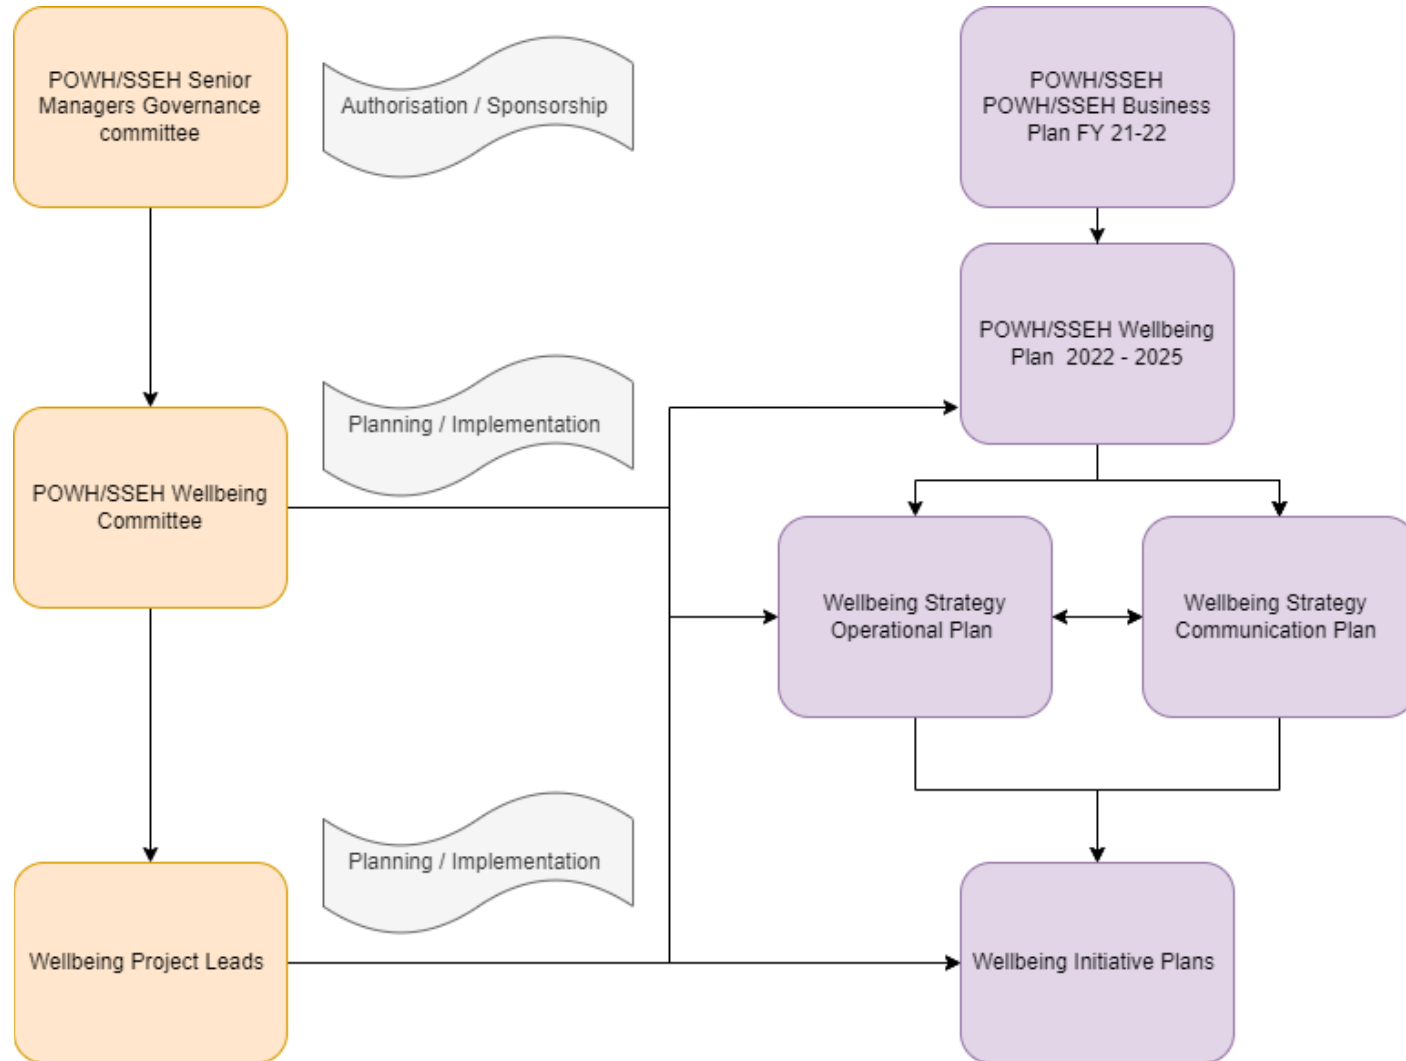 POWH/SSEH Senior
Managers Governance
committee
Authorisation / Sponsorship
POWH/SSEH
POWH/SSEH Business
Plan FY 21-22
POWH/SSEH Wellbeing
Plan 2022 - 2025
Planning / Implementation
POWH/SSEH Wellbeing
Committee
Wellbeing Strategy
Operational Plan
Wellbeing Strategy
Communication Plan
Planning / Implementation
Wellbeing Project Leads
Wellbeing Initiative Plans